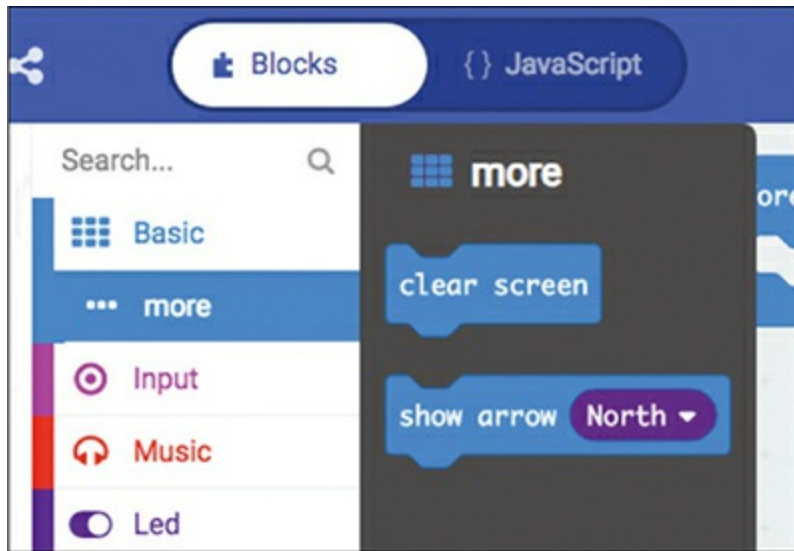 Blocks
{ } JavaScript
Search...
Basic
more
Input
Music
Led
more
clear screen
show arrow North